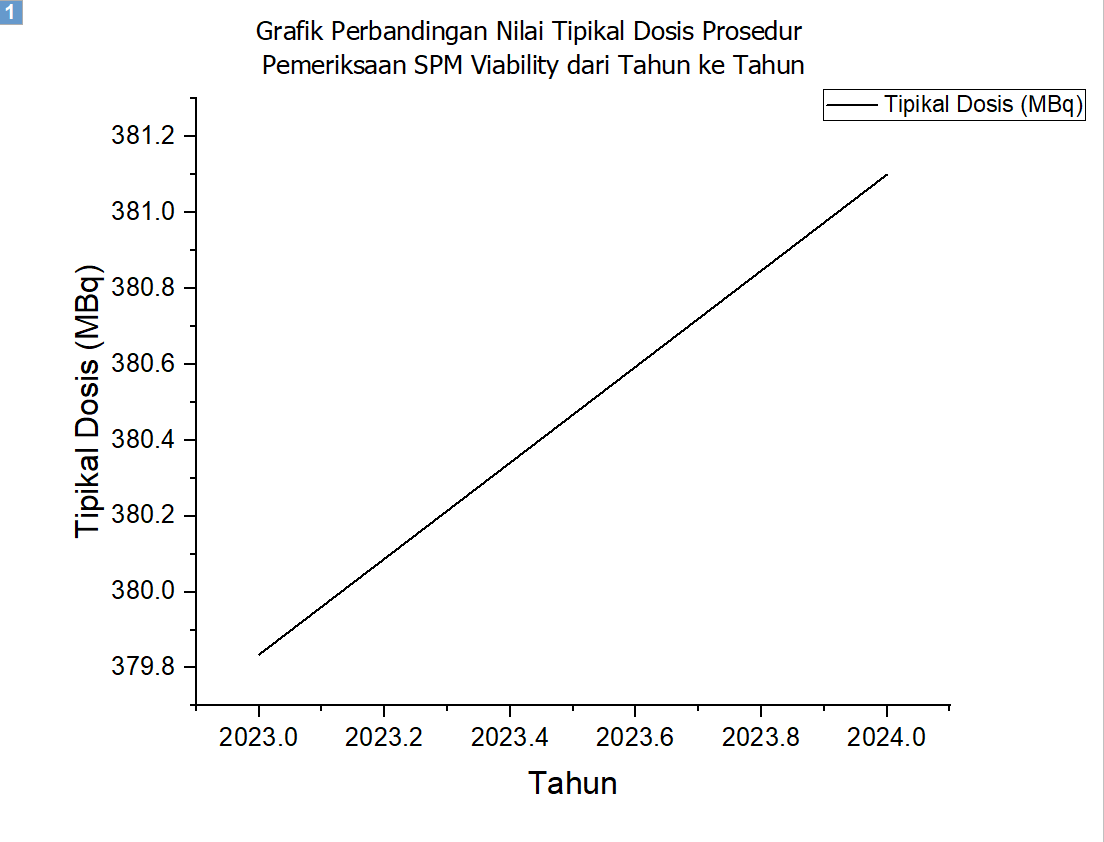 1
Grafik Perbandingan Nilai Tipikal Dosis Prosedur
Pemeriksaan SPM Viability dari Tahun ke Tahun
Tipikal Dosis (MBq)
381.2
381.0
380.8
380.6
380.4
380.2
380.0
379.8
Tipikal Dosis (MBq)
2023.0 2023.2 2023.4 2023.6 2023.8 2024.0
Tahun